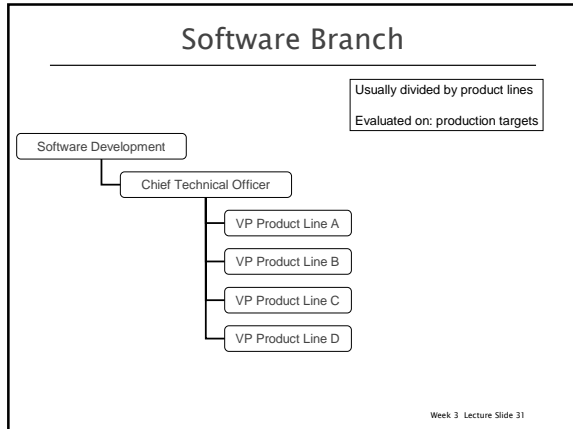 Software Branch
Usually divided by product lines
Evaluated on: production targets
Software Development
Chief Technical Officer
VP Product Line A
VP Product Line B
VP Product Line C
VP Product Line D
Week 3 Lecture Slide 31